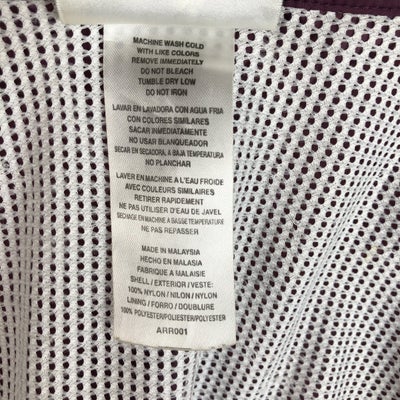 MACHINE WASH COLD
WITH LIKE COLORS
REMOVE IMMEDIATELY
DO NOT BLEACH
TUMBLE DRY LOW
DO NOT IRON
LAVAR EN LAVADORA CON AGUA FRIA
CON COLORES SIMILARES
SACAR INMEDIATAMENTE
NO USAR BLANQUEADOR
SECAR EN SECADORA, A BAJA TEMPERATURA
NO PLANCHAR
LAVER EN MACHINE A L'EAU FROIDE
AVEC COULEURS SIMILAIRES
RETIRER RAPIDEMENT
NE PAS UTILISER D'EAU DE JAVEL
SECHAGE EN MACHINE A BASSE TEMPERATURE
NE PAS REPASSER
MADE IN MALAYSIA
HECHO EN MALASIA
FABRIQUE A MALAISIE
SHELL / EXTERIOR / VESTE:
100% NYLON / NILON / NYLON
LINING / FORRO / DOUBLURE
100% POLYESTER/POLIESTER/POLYESTER
ARR001